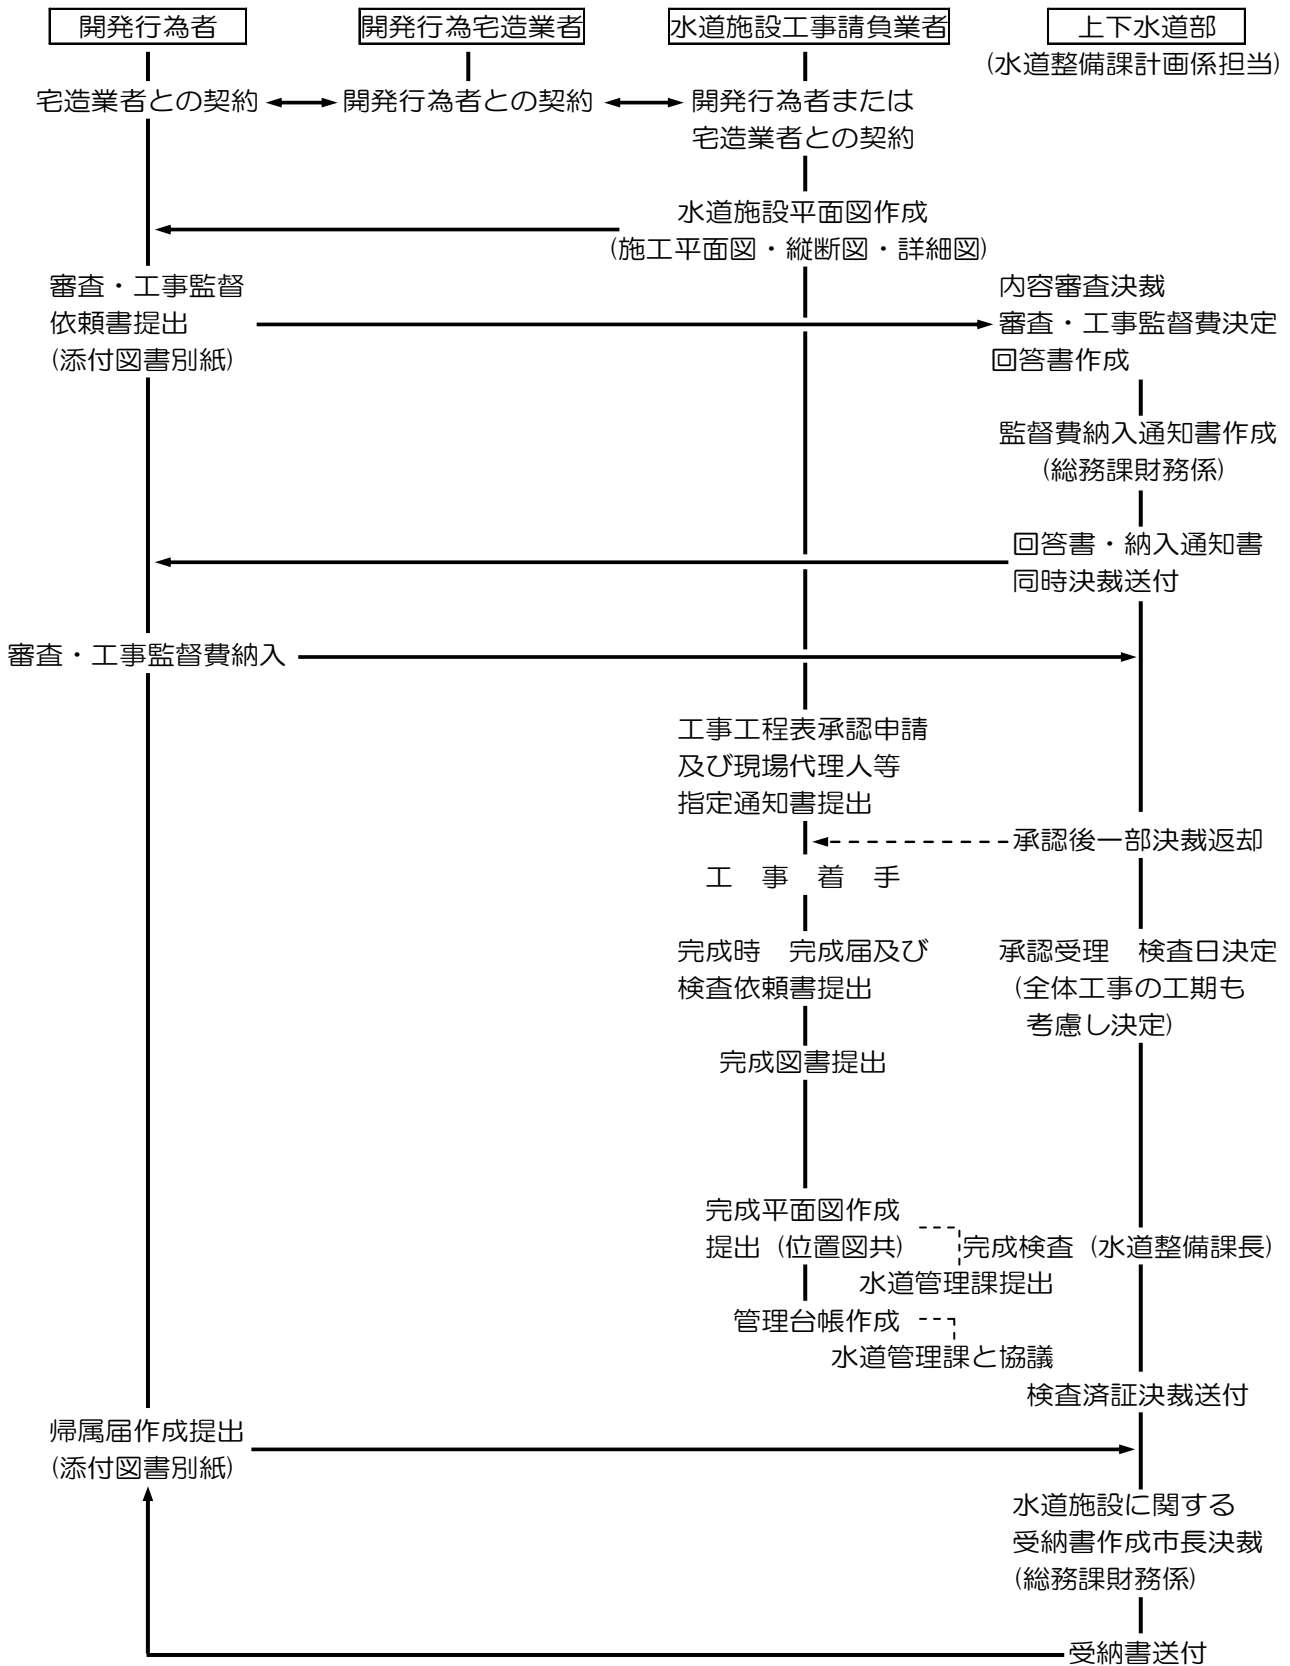 開発行為者
開発行為宅造業者
水道施設工事請負業者
上下水道部
(水道整備課計画係担当)
宅造業者との契約
開発行為者との契約
開発行為者または
宅造業者との契約
水道施設平面図作成
(施工平面図・縦断図・詳細図)
審査・工事監督
依頼書提出
(添付図書別紙)
内容審査決裁
審査・工事監督費決定
回答書作成
監督費納入通知書作成
(総務課財務係)
回答書・納入通知書
同時決裁送付
審査・工事監督費納入
工事工程表承認申請
及び現場代理人等
指定通知書提出
承認後一部決裁返却
工 事 着 手
完成時 完成届及び
検査依頼書提出
承認受理 検査日決定
(全体工事の工期も
考慮し決定)
完成図書提出
完成平面図作成
提出(位置図共)
完成検査(水道整備課長)
水道管理課提出
管理台帳作成
水道管理課と協議
検査済証決裁送付
帰属届作成提出
(添付図書別紙)
水道施設に関する
受納書作成市長決裁
(総務課財務係)
受納書送付